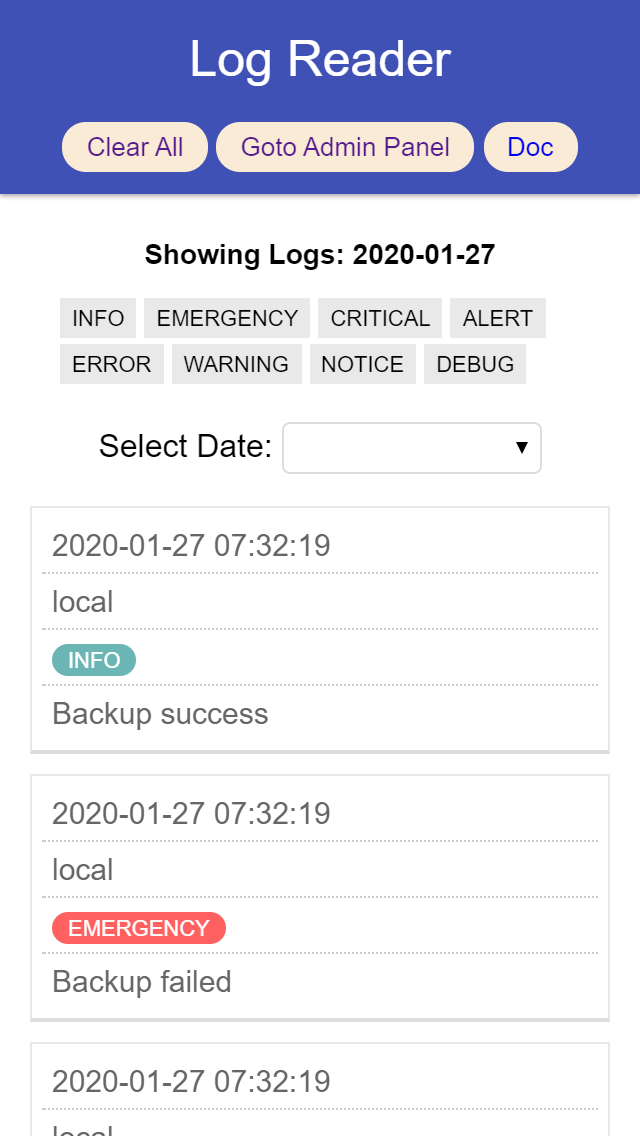 Log Reader
Clear All Goto Admin Panel Doc
Showing Logs: 2020-01-27
INFO EMERGENCY CRITICAL ALERT
ERROR WARNING NOTICE DEBUG
Select Date:
2020-01-27 07:32:19
local
INFO
Backup success
2020-01-27 07:32:19
local
EMERGENCY
Backup failed
2020-01-27 07:32:19
local